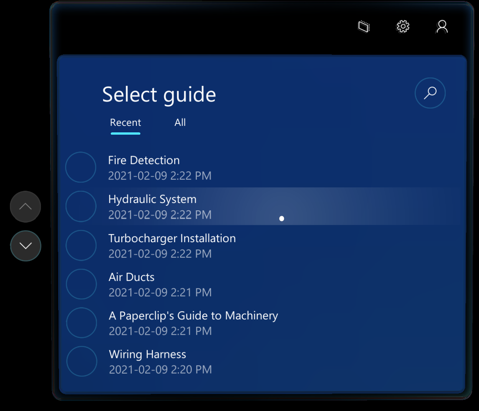 Select guide
Recent
All
Fire Detection
2021-02-09 2:22 PM
Hydraulic System
2021-02-09 2:22 PM
Turbocharger Installation
2021-02-09 2:22 PM
Air Ducts
2021-02-09 2:21 PM
A Paperclip's Guide to Machinery
2021-02-09 2:21 PM
Wiring Harness
2021-02-09 2:20 PM